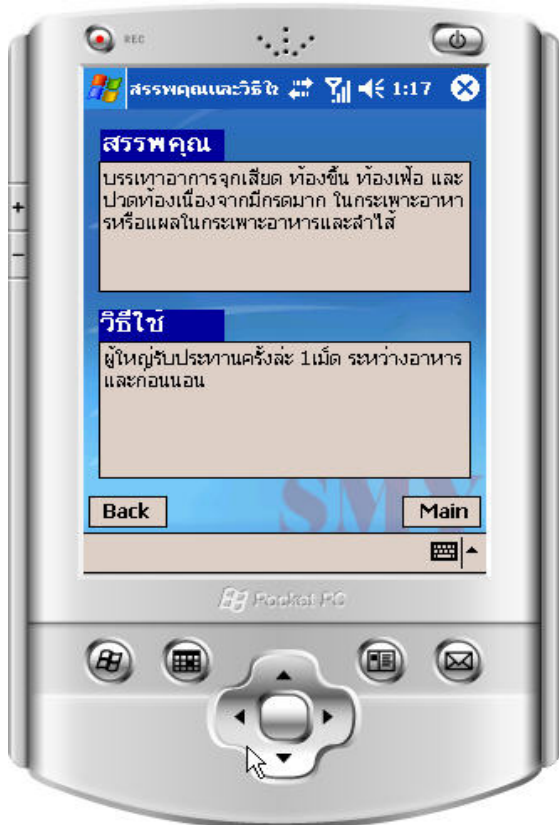 REC
สรรพคุณและวิธีใช 1:17
สรรพคุณ
บรรเทาอาการจุกเสียด ท้องขึ้น ท้องเฟ้อ และ
ปวดท้องเนื่องจากมีกรดมาก ในกระเพาะอาหา
รหรือแผลในกระเพาะอาหารและลำไส้
วิธีใช้
ผู้ใหญ่รับประทานครั้งล่ะ 1เม็ด ระหว่างอาหาร
และก่อนนอน
SMY
Back Main
Pocket PC